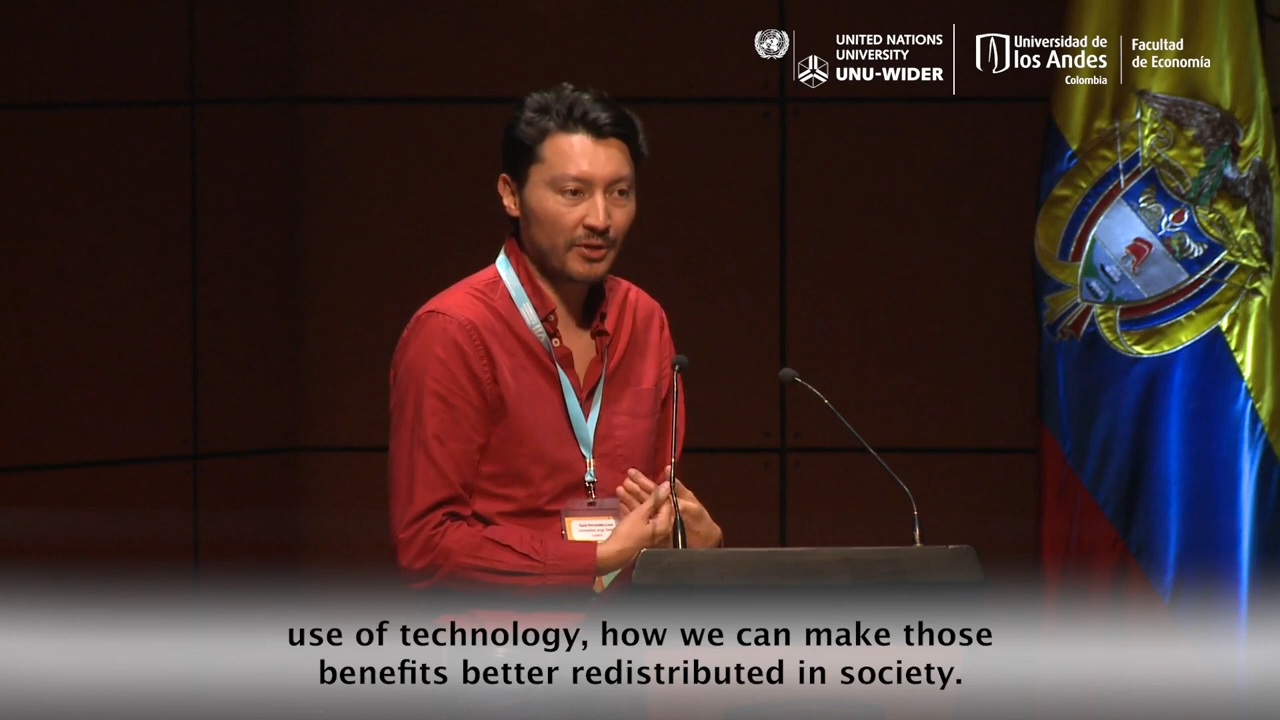 UNITED NATIONS
UNIVERSITY
UNU-WIDER
Universidad de
los Andes
Colombia
Facultad
de Economía
use of technology, how we can make those
benefits better redistributed in society.